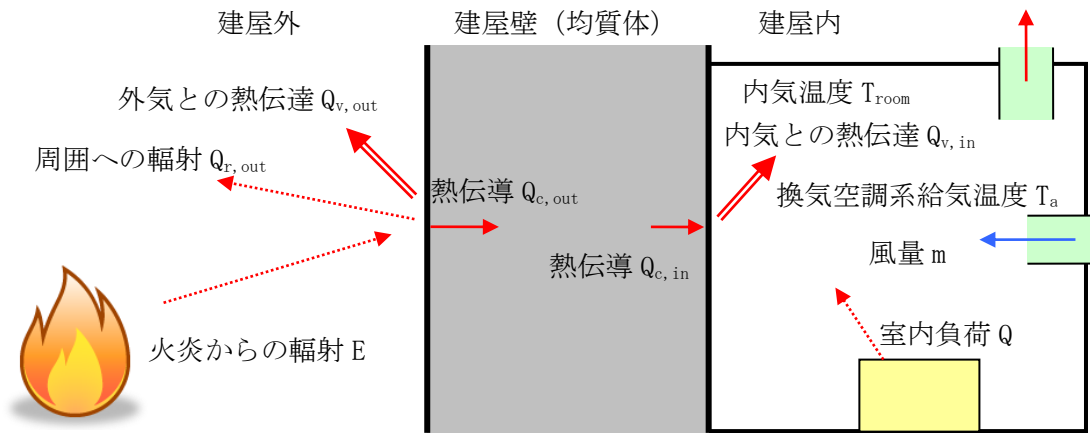 建屋外
建屋壁（均質体）
建屋内
外気との熱伝達 Qv,out
周囲への輻射 Qr,out
火炎からの輻射 E
熱伝導 Qc,out
熱伝導 Qc,in
内気温度 Troom
内気との熱伝達 Qv,in
換気空調系給気温度 Ta
風量 m
室内負荷 Q